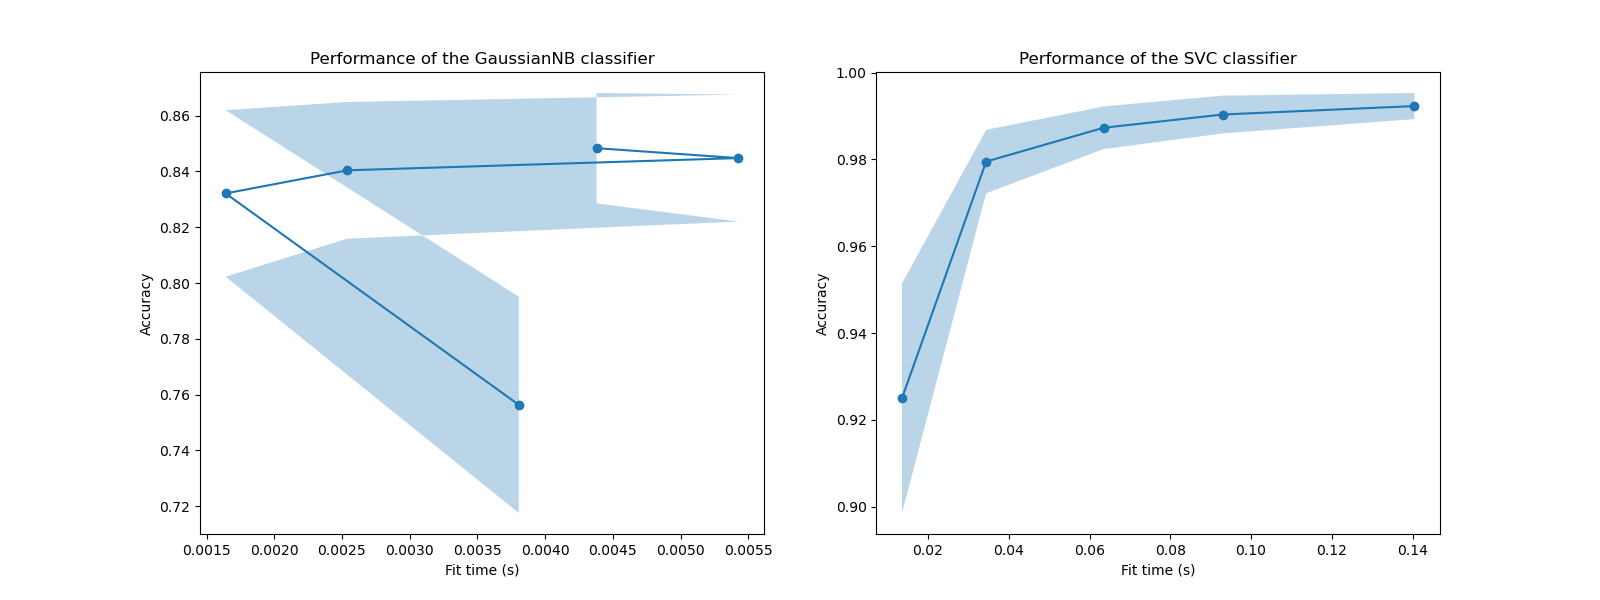 Performance of the GaussianNB classifier
Accuracy
0.86
0.84
0.82
0.80
0.78
0.76
0.74
0.72
0.0015 0.0020 0.0025 0.0030 0.0035 0.0040 0.0045 0.0050 0.0055
Fit time (s)
Performance of the SVC classifier
Accuracy
1.00
0.98
0.96
0.94
0.92
0.90
0.02 0.04 0.06 0.08 0.10 0.12 0.14
Fit time (s)